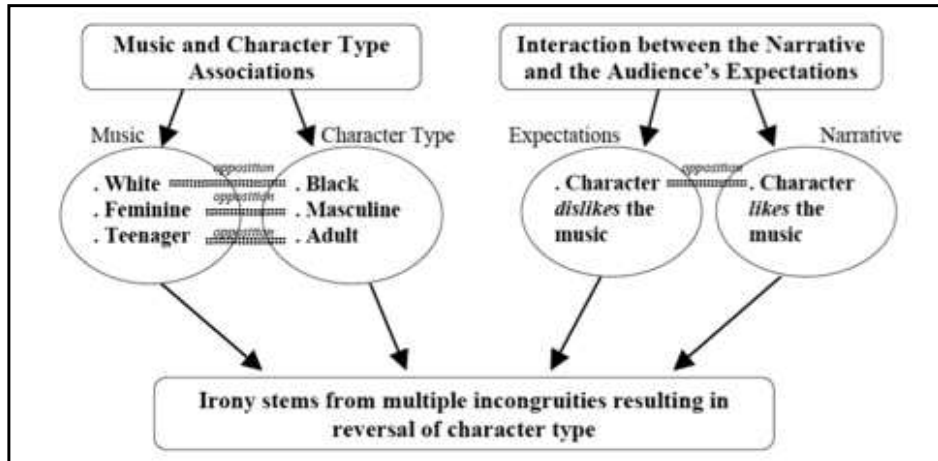 Music and Character Type
Associations
Interaction between the Narrative
and the Audience's Expectations
Music
Character Type
Expectations
Narrative
. White
opposition
. Black
. Feminine
opposition
. Masculine
. Teenager
opposition
. Adult
. Character
dislikes the
music
opposition
. Character
likes the
music
Irony stems from multiple incongruities resulting in
reversal of character type